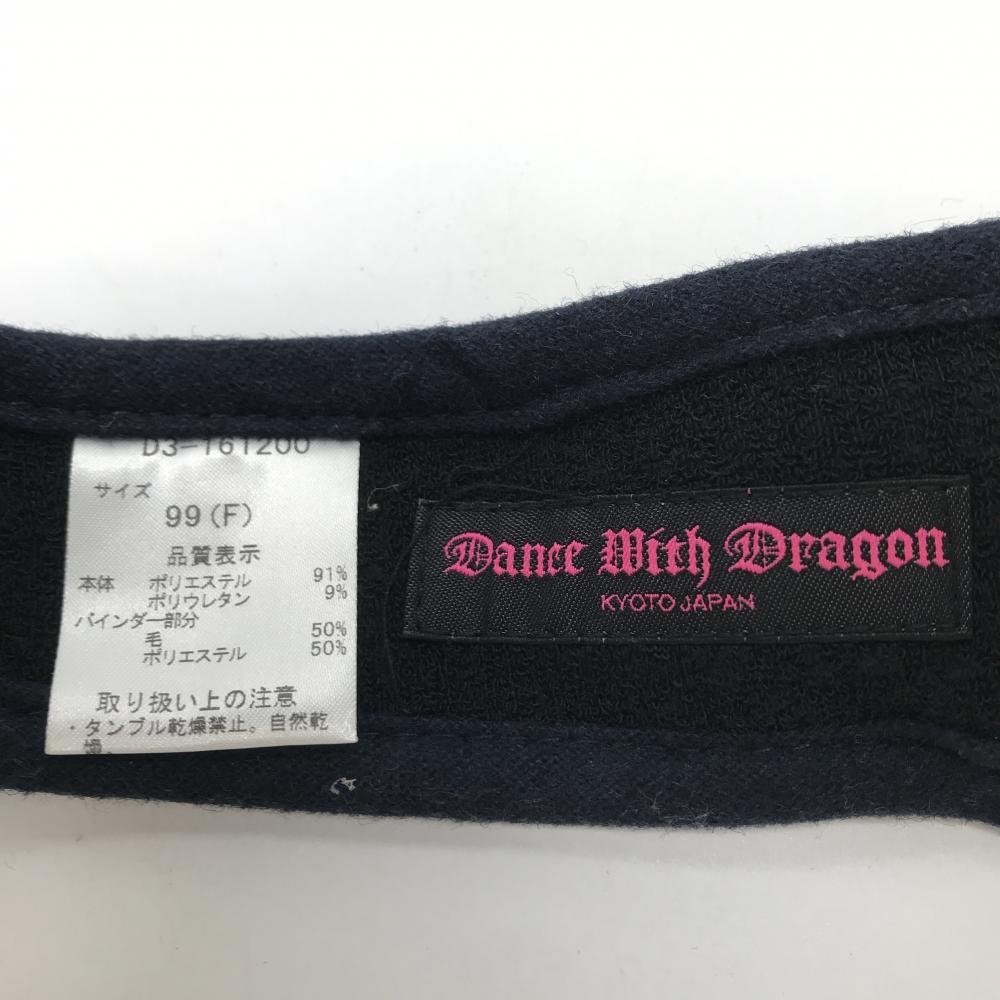 D3-161200
サイズ
99(F)
品質表示
本体 ポリエステル 91%
ポリウレタン 9%
バインダー部分
毛 50%
ポリエステル 50%
取り扱い上の注意
・タンブル乾燥禁止。自然乾
燥。
Dance With Dragon
KYOTO JAPAN